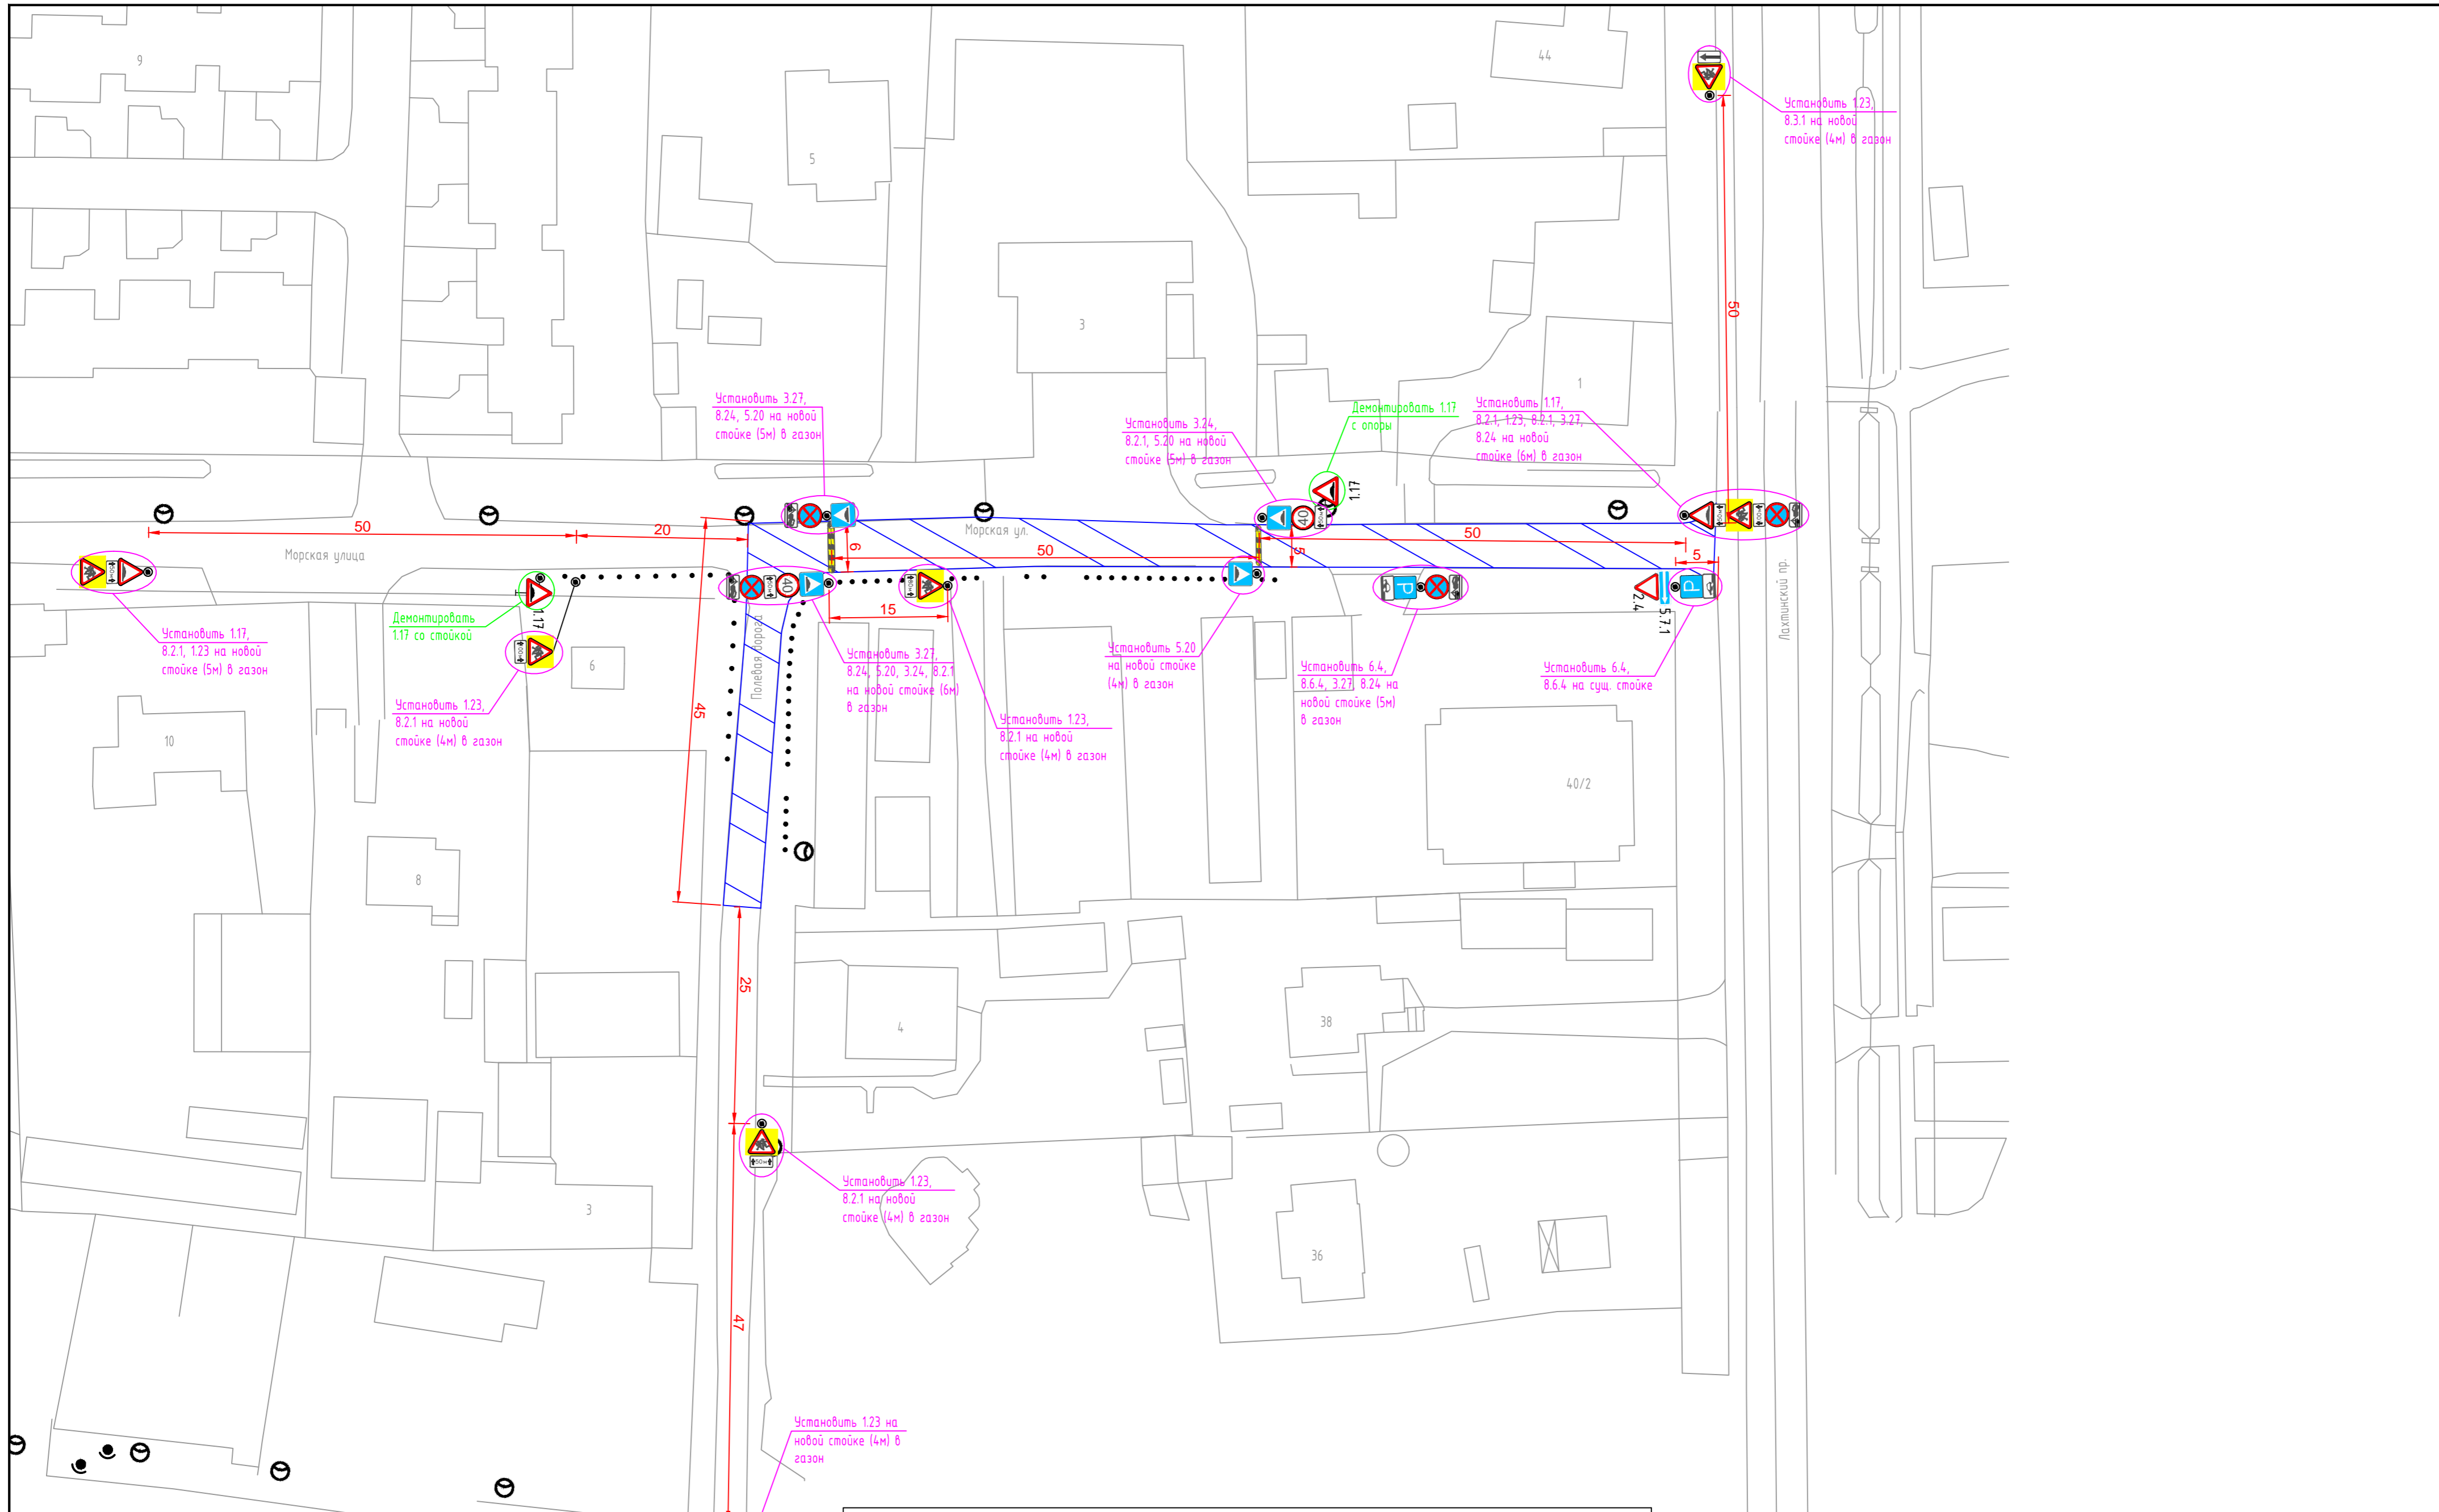 9
44
5
3
1
Установить 1.23,
8.3.1 на новой
стойке (4м) в газон
50
Установить 3.27,
8.24, 5.20 на новой
стойке (5м) в газон
Установить 3.24,
8.2.1, 5.20 на новой
стойке (5м) в газон
Демонтировать 1.17
с опоры
Установить 1.17,
8.2.1, 1.23, 8.2.1, 3.27,
8.24 на новой
стойке (6м) в газон
1.17
40
50
20
6
Морская ул.
50
5
50
5
Морская улица
Лахтинский пр.
Полевая дорога
1.17
40
P
P
2.4
5.7.1
Установить 1.17,
8.2.1, 1.23 на новой
стойке (5м) в газон
Демонтировать
1.17 со стойкой
Установить 1.23,
8.2.1 на новой
стойке (4м) в газон
6
45
15
Установить 3.27,
8.24, 5.20, 3.24, 8.2.1
на новой стойке (6м)
в газон
Установить 1.23,
8.2.1 на новой
стойке (4м) в газон
Установить 5.20
на новой стойке
(4м) в газон
Установить 6.4,
8.6.4, 3.27, 8.24 на
новой стойке (5м)
в газон
Установить 6.4,
8.6.4 на сущ. стойке
10
8
40/2
25
4
38
50м
Установить 1.23,
8.2.1 на новой
стойке (4м) в газон
3
36
47
Установить 1.23 на
новой стойке (4м) в
газон